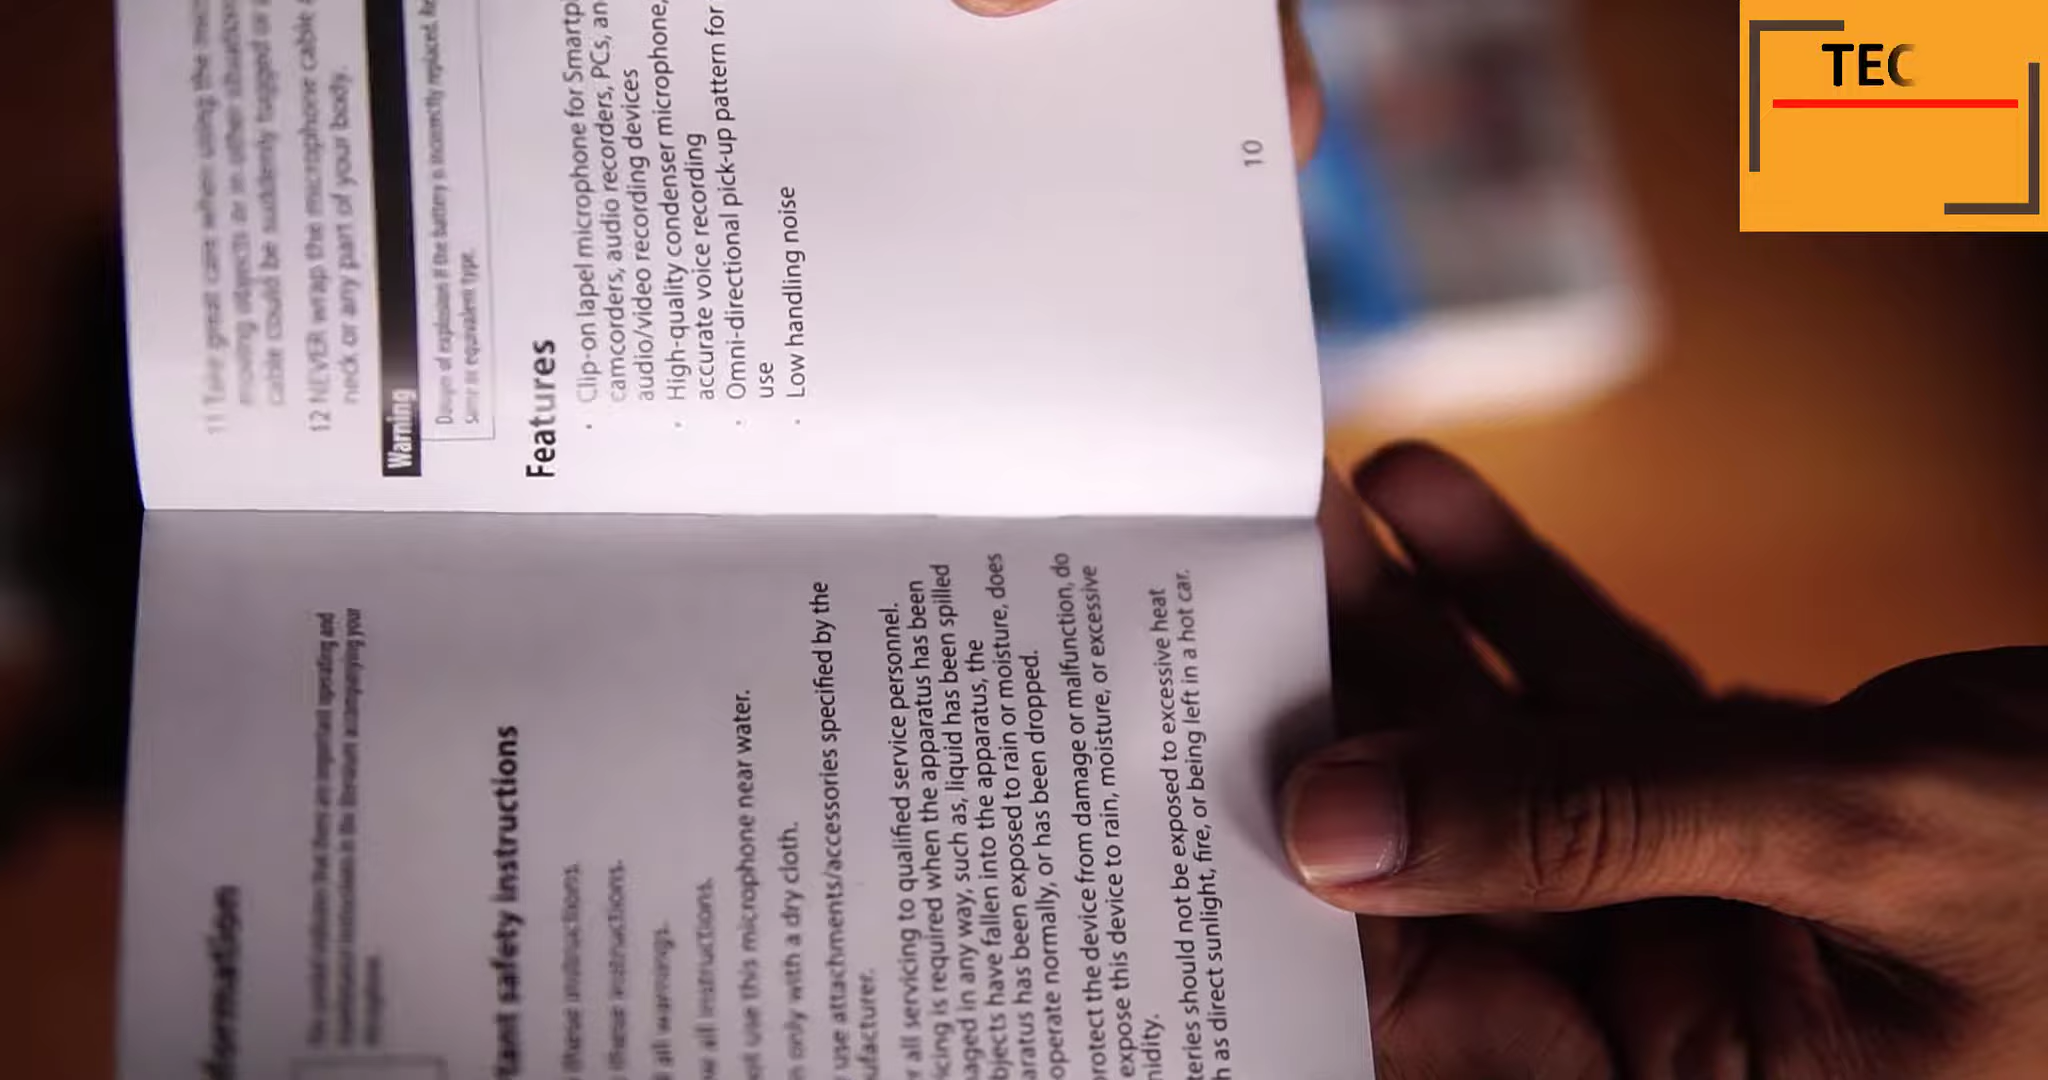 TEC
formation
tant safety instructions
these instructions.
these instructions.
all warnings.
w all instructions.
ot use this microphone near water.
n only with a dry cloth.
use attachments/accessories specified by the
ufacturer.
r all servicing to qualified service personnel.
icing is required when the apparatus has been
aged in any way, such as, liquid has been spilled
bjects have fallen into the apparatus, the
aratus has been exposed to rain or moisture, does
operate normally, or has been dropped.
rotect the device from damage or malfunction, do
expose this device to rain, moisture, or excessive
nidity.
teries should not be exposed to excessive heat
h as direct sunlight, fire, or being left in a hot car.
11 Take great care when using the
moving objects or in other situation
cable could be suddenly tugged or
12 NEVER wrap the microphone cable
neck or any part of your body.
Warning
Danger of explosion if the battery is incorrectly replaced.
same or equivalent type.
Features
• Clip-on lapel microphone for Smartp
camcorders, audio recorders, PCs, an
audio/video recording devices
• High-quality condenser microphone,
accurate voice recording
• Omni-directional pick-up pattern for
use
• Low handling noise
10